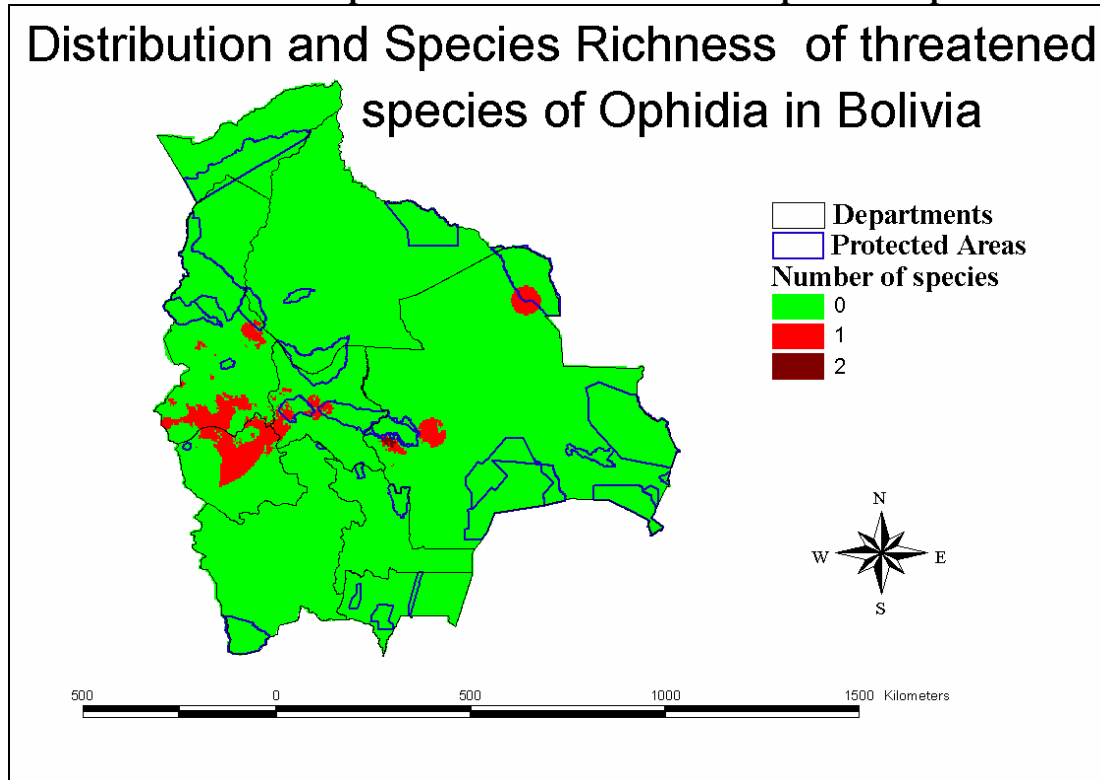 Distribution and Species Richness of threatened
species of Ophidia in Bolivia
Departments
Protected Areas
Number of species
0
1
2
N
W
E
S
500 0 500 1000 1500 Kilometers